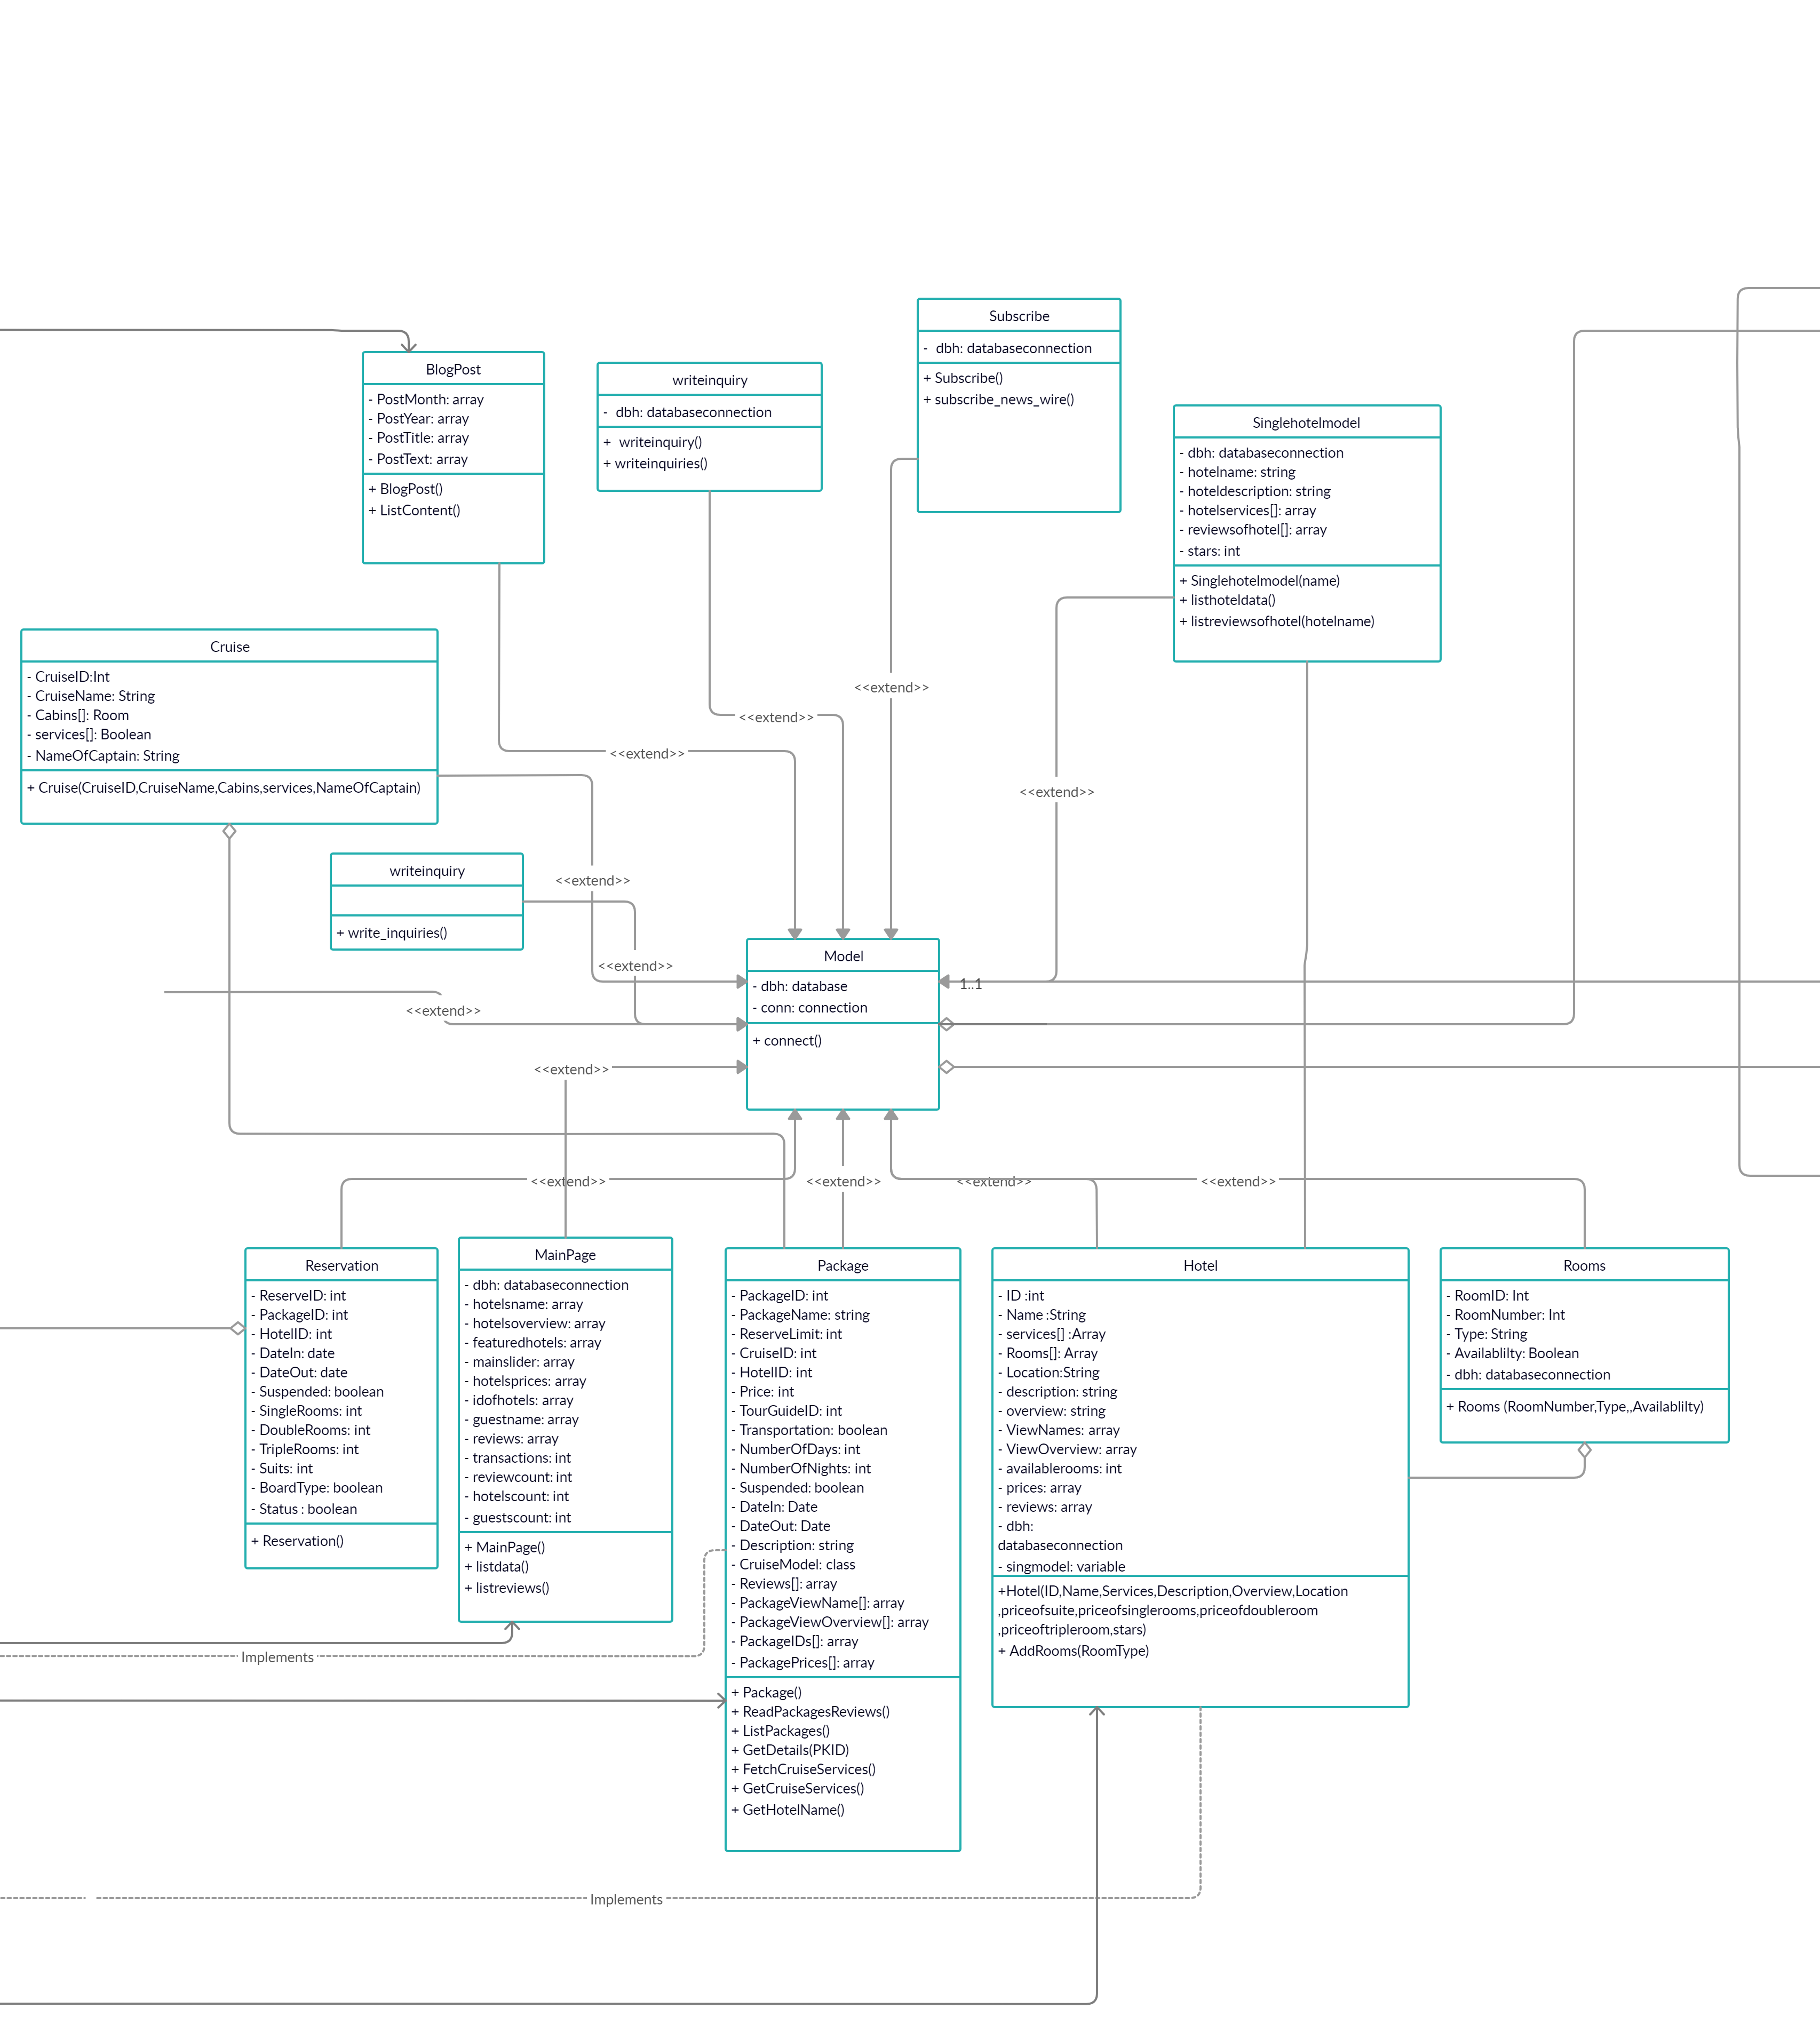 Subscribe
-  dbh: databaseconnection
+ Subscribe()
+ subscribe_news_wire()
BlogPost
- PostMonth: array
- PostYear: array
- PostTitle: array
- PostText: array
+ BlogPost()
+ ListContent()
writeinquiry
-  dbh: databaseconnection
+  writeinquiry()
+ writeinquiries()
Singlehotelmodel
- dbh: databaseconnection
- hotelname: string
- hoteldescription: string
- hotelservices[]: array
- reviewsofhotel[]: array
- stars: int
+ Singlehotelmodel(name)
+ listhoteldata()
+ listreviewsofhotel(hotelname)
Cruise
- CruiseID:Int
- CruiseName: String
- Cabins[]: Room
- services[]: Boolean
- NameOfCaptain: String
+ Cruise(CruiseID,CruiseName,Cabins,services,NameOfCaptain)
<<extend>>
<<extend>>
<<extend>>
<<extend>>
writeinquiry
+ write_inquiries()
<<extend>>
<<extend>>
<<extend>>
<<extend>>
Model
- dbh: database
- conn: connection
+ connect()
1..1
<<extend>>
<<extend>>
<<extend>>
<<extend>>
Reservation
- ReserveID: int
- PackageID: int
- HotelID: int
- DateIn: date
- DateOut: date
- Suspended: boolean
- SingleRooms: int
- DoubleRooms: int
- TripleRooms: int
- Suits: int
- BoardType: boolean
- Status : boolean
+ Reservation()
MainPage
- dbh: databaseconnection
- hotelsname: array
- hotelsoverview: array
- featuredhotels: array
- mainslider: array
- hotelsprices: array
- idofhotels: array
- guestname: array
- reviews: array
- transactions: int
- reviewcount: int
- hotelscount: int
- guestscount: int
+ MainPage()
+ listdata()
+ listreviews()
Package
- PackageID: int
- PackageName: string
- ReserveLimit: int
- CruiseID: int
- HotelID: int
- Price: int
- TourGuideID: int
- Transportation: boolean
- NumberOfDays: int
- NumberOfNights: int
- Suspended: boolean
- DateIn: Date
- DateOut: Date
- Description: string
- CruiseModel: class
- Reviews[]: array
- PackageViewName[]: array
- PackageViewOverview[]: array
- PackageIDs[]: array
- PackagePrices[]: array
+ Package()
+ ReadPackagesReviews()
+ ListPackages()
+ GetDetails(PKID)
+ FetchCruiseServices()
+ GetCruiseServices()
+ GetHotelName()
Hotel
- ID :int
- Name :String
- services[] :Array
- Rooms[]: Array
- Location:String
- description: string
- overview: string
- ViewNames: array
- ViewOverview: array
- availablerooms: int
- prices: array
- reviews: array
- dbh:
databaseconnection
- singmodel: variable
+Hotel(ID,Name,Services,Description,Overview,Location
,priceofsuite,priceofsinglerooms,priceofdoubleroom
,priceoftripleroom,stars)
+ AddRooms(RoomType)
Rooms
- RoomID: Int
- RoomNumber: Int
- Type: String
- Availablilty: Boolean
- dbh: databaseconnection
+ Rooms (RoomNumber,Type,,Availablilty)
Implements
Implements